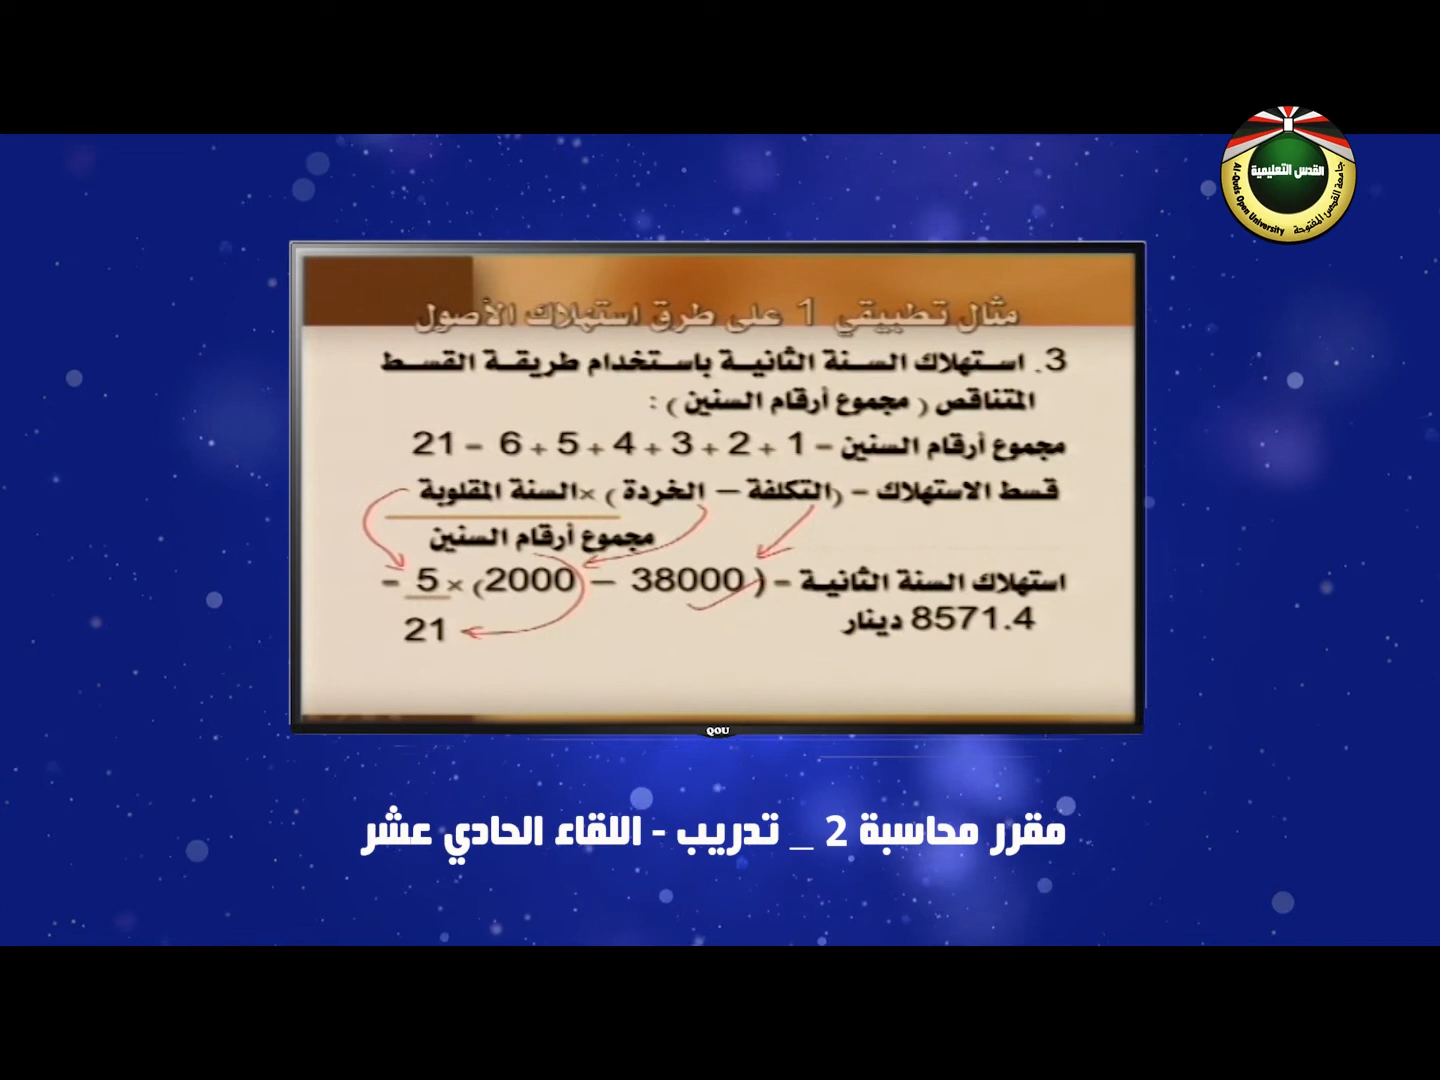 القدس التعليمية
جامعة القدس المفتوحة
Al-Quds Open University
مثال تطبيقي 1 على طرق استهلاك الأصول
3. استهلاك السنة الثانية باستخدام طريقة القسط
المتناقص ( مجموع أرقام السنين ) :
مجموع أرقام السنين = 1 + 2 + 3 + 4 + 5 + 6 = 21
قسط الاستهلاك = (التكلفة – الخردة ) × السنة المقلوبة
مجموع أرقام السنين
استهلاك السنة الثانية = ( 38000 – 2000) × 5 =
21
8571.4 دينار
QOU
مقرر محاسبة 2 _ تدريب - اللقاء الحادي عشر